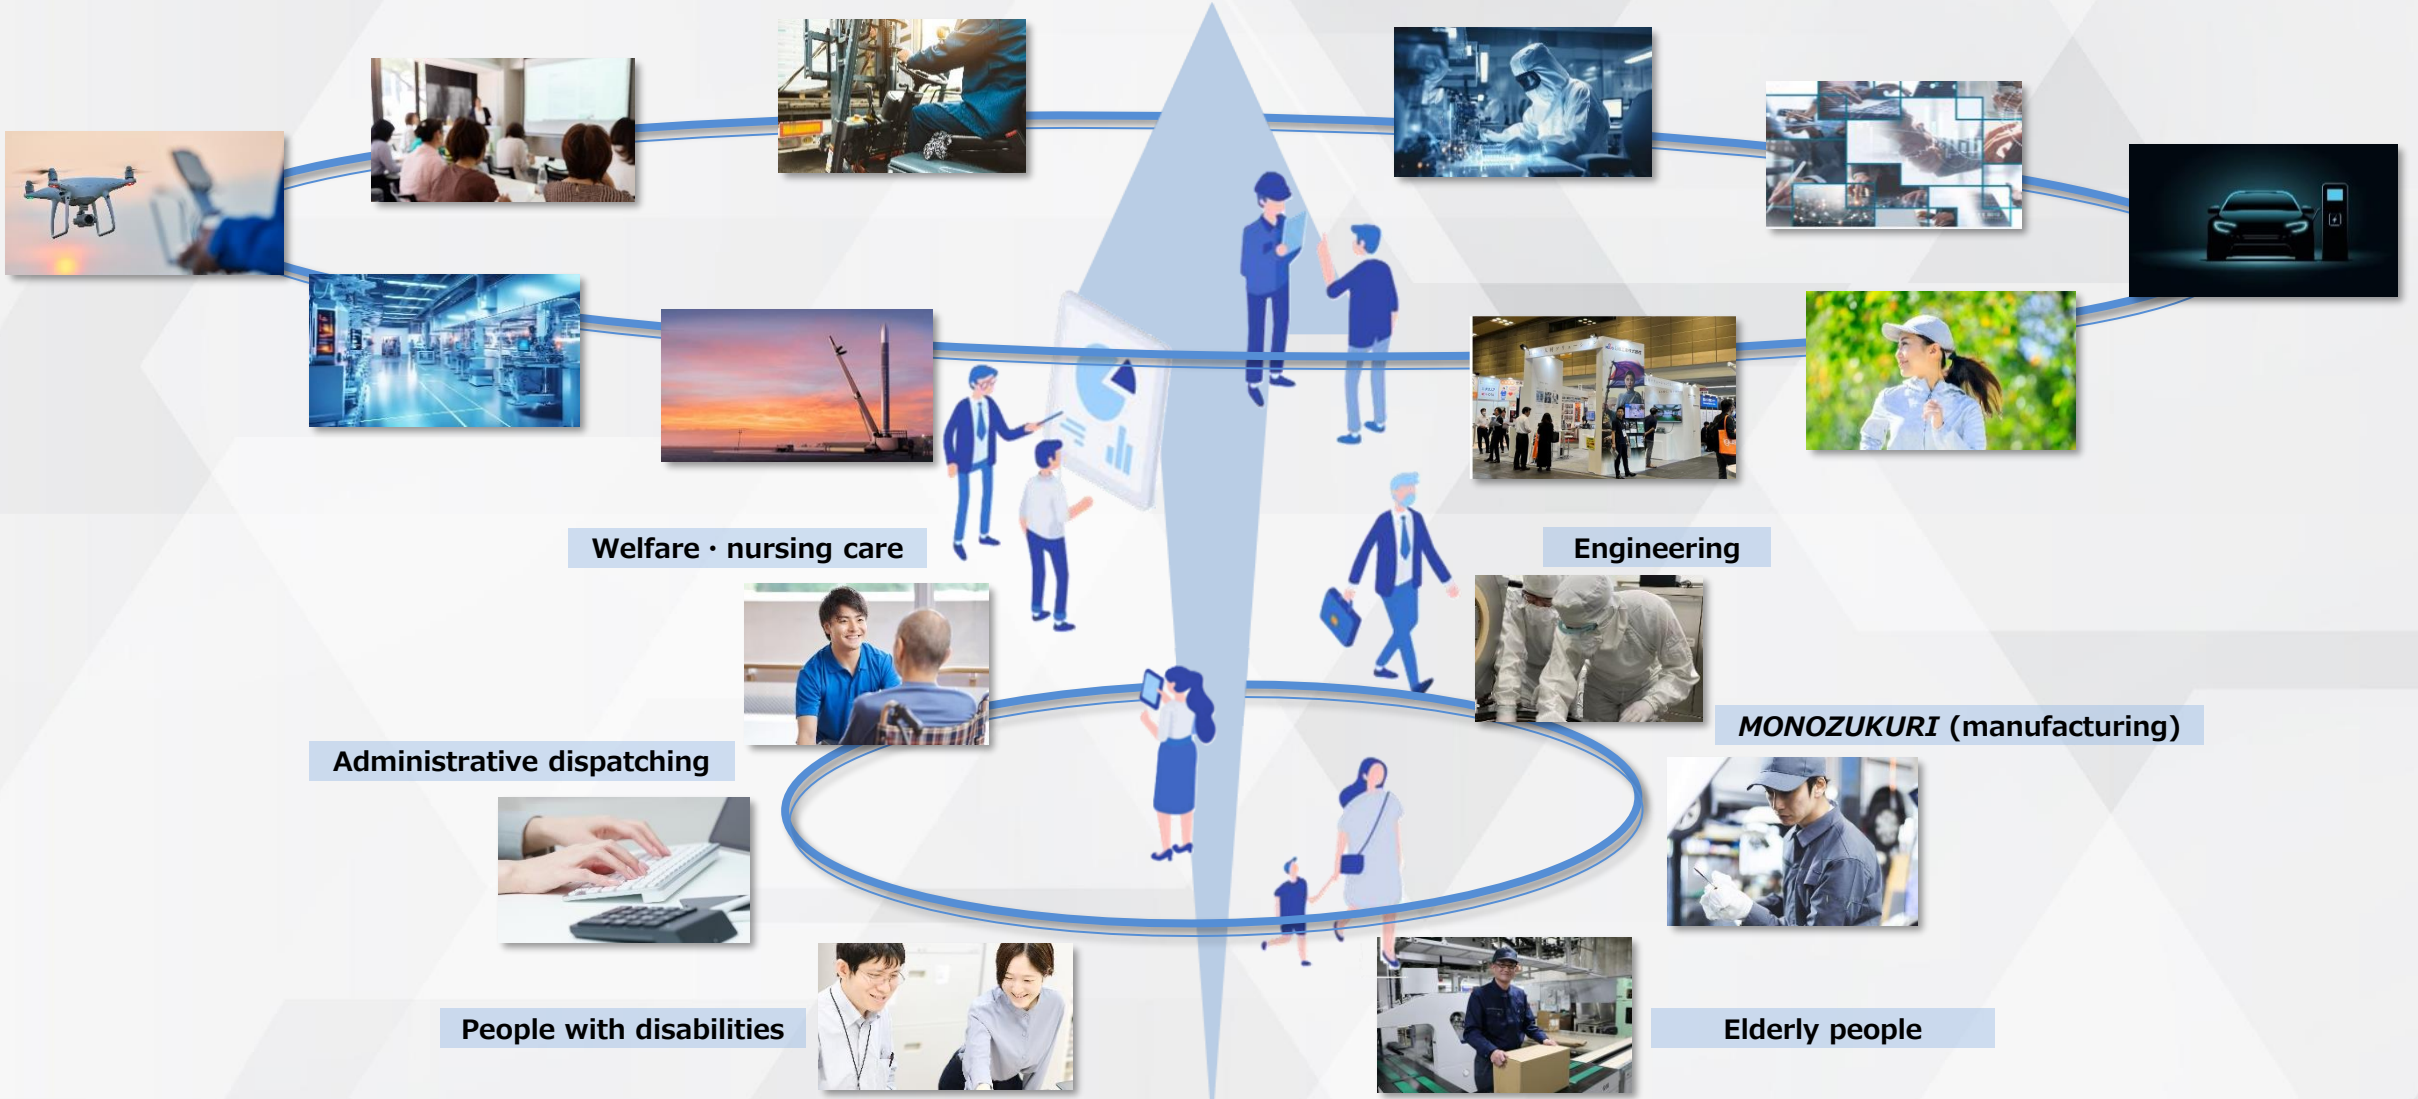 Welfare・nursing care
Engineering
MONOZUKURI (manufacturing)
Administrative dispatching
People with disabilities
Elderly people